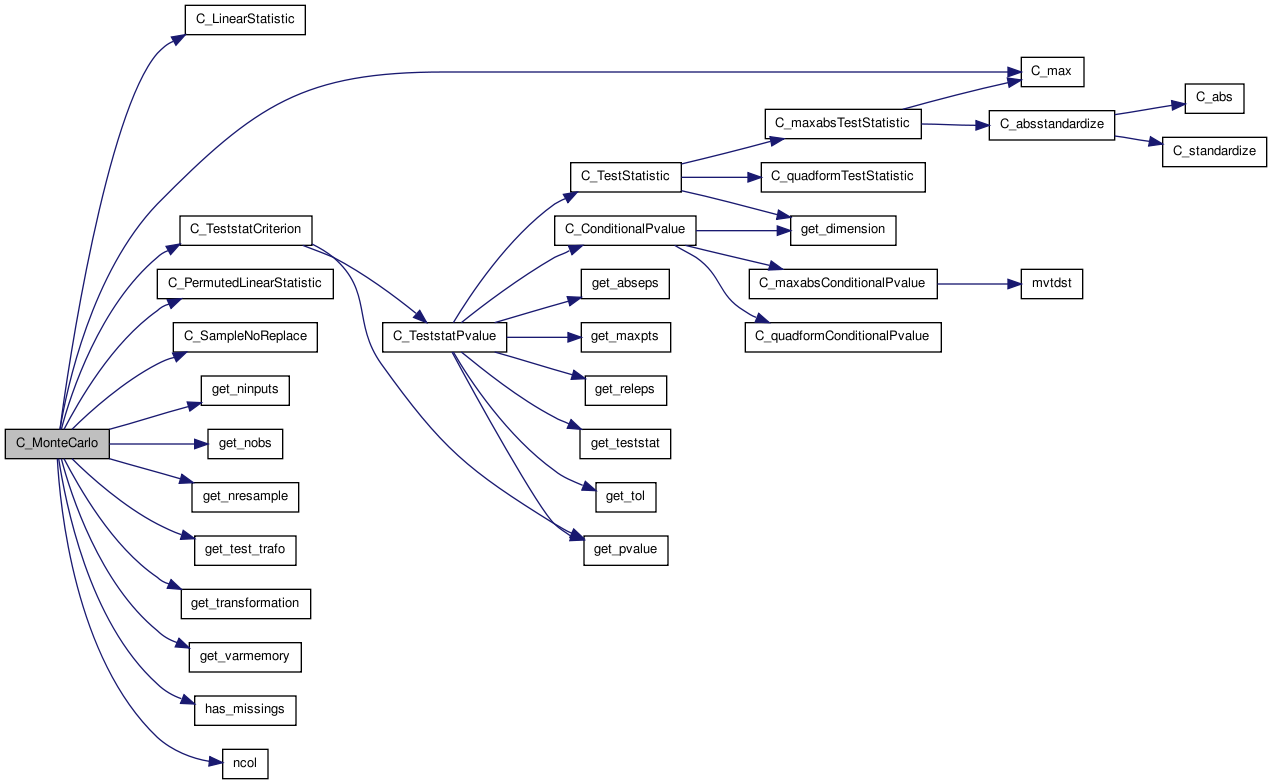 C_LinearStatistic
C_max
C_abs
C_maxabsTestStatistic
C_absstandardize
C_standardize
C_TestStatistic
C_quadformTestStatistic
C_TeststatCriterion
C_ConditionalPvalue
get_dimension
C_PermutedLinearStatistic
get_abseps
C_maxabsConditionalPvalue
mvtdst
C_SampleNoReplace
C_TeststatPvalue
get_maxpts
C_quadformConditionalPvalue
get_ninputs
get_releps
C_MonteCarlo
get_nobs
get_teststat
get_nresample
get_tol
get_test_trafo
get_pvalue
get_transformation
get_varmemory
has_missings
ncol